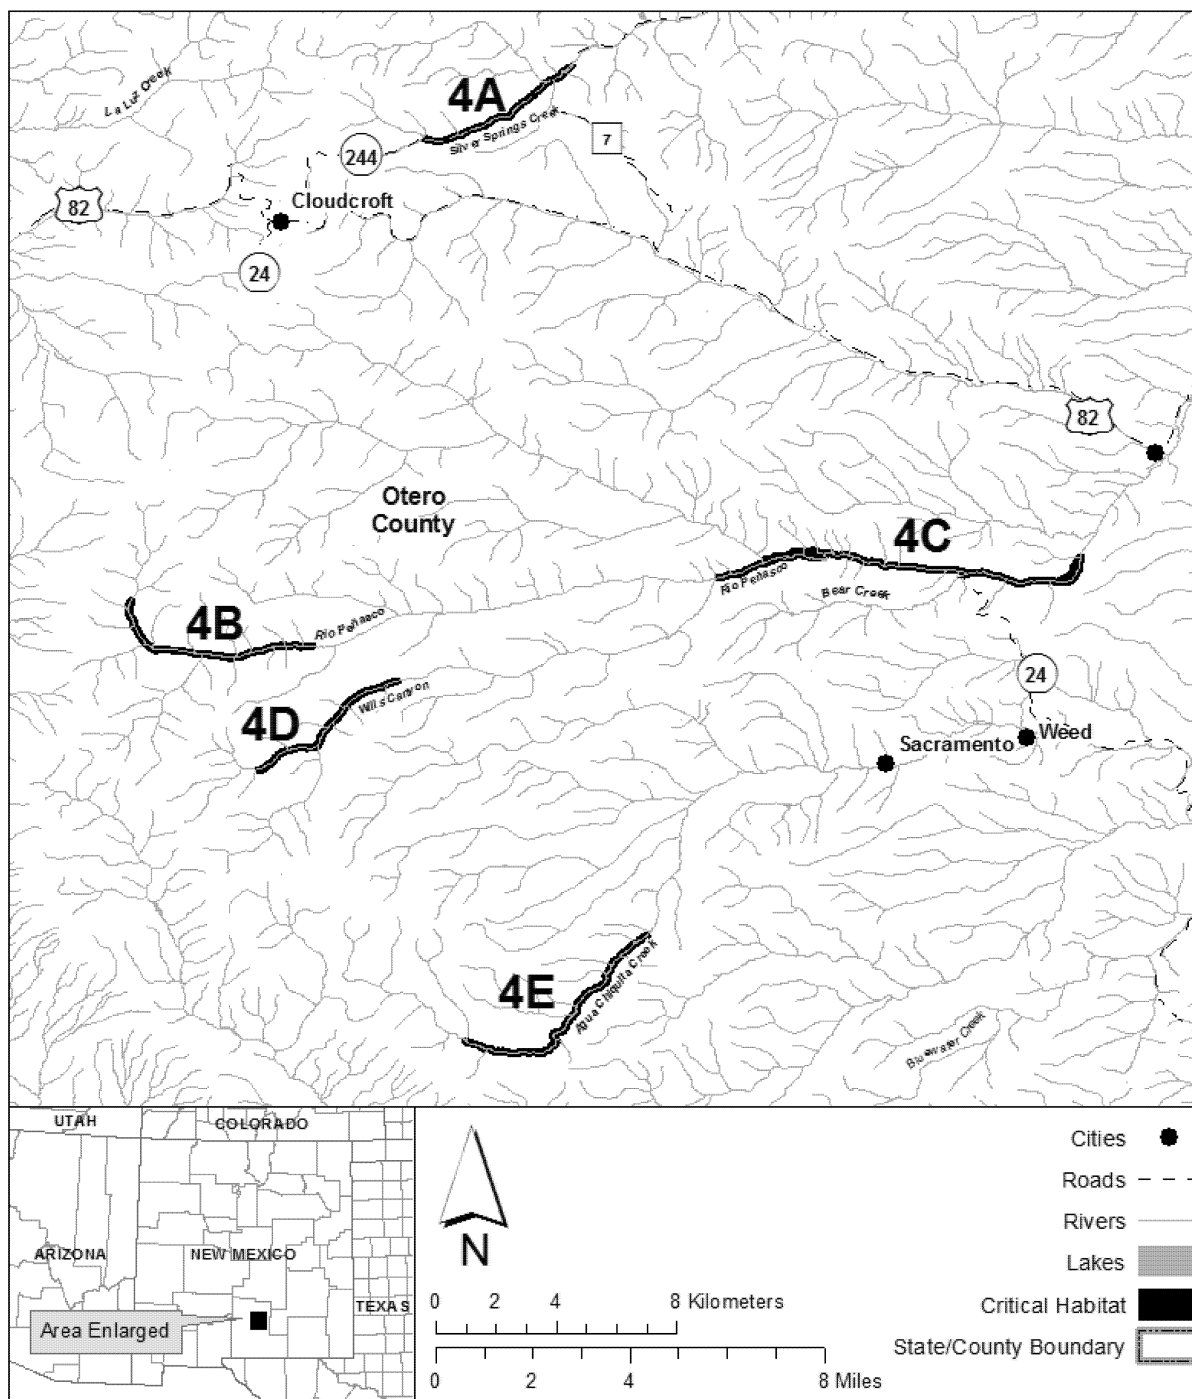 La Luz Creek
4A
Silver Springs Creek
7
244
Cloudcroft
82
24
82
Otero
County
4C
Rio Peñasco
Bear Creek
4B
Rio Peñasco
24
Wills Canyon
4D
Weed
Sacramento
4E
Agua Chiquita Creek
Bluewater Creek
UTAH
COLORADO
ARIZONA
NEW MEXICO
TEXAS
Area Enlarged
N
0 2 4 8 Kilometers
0 2 4 8 Miles
Cities
Roads
Rivers
Lakes
Critical Habitat
State/County Boundary